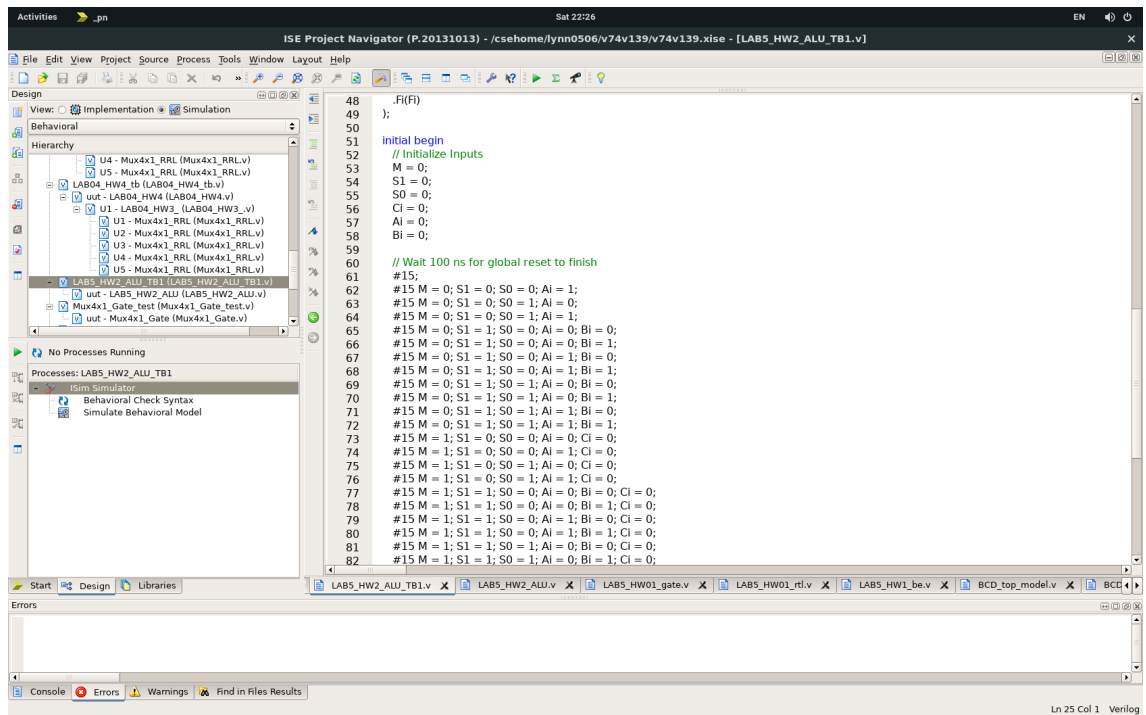 Activities _pn Sat 22:26 EN
ISE Project Navigator (P.20131013) - /csehome/lynn0506/v74v139/v74v139.xise - [LAB5_HW2_ALU_TB1.v]
File Edit View Project Source Process Tools Window Layout Help
Design
View: Implementation Simulation
Behavioral
Hierarchy
U4 - Mux4x1_RRL (Mux4x1_RRL.v)
U5 - Mux4x1_RRL (Mux4x1_RRL.v)
LAB04_HW4_tb (LAB04_HW4_tb.v)
uut - LAB04_HW4 (LAB04_HW4.v)
U1 - LAB04_HW3_ (LAB04_HW3_.v)
U1 - Mux4x1_RRL (Mux4x1_RRL.v)
U2 - Mux4x1_RRL (Mux4x1_RRL.v)
U3 - Mux4x1_RRL (Mux4x1_RRL.v)
U4 - Mux4x1_RRL (Mux4x1_RRL.v)
U5 - Mux4x1_RRL (Mux4x1_RRL.v)
LAB5_HW2_ALU_TB1 (LAB5_HW2_ALU_TB1.v)
uut - LAB5_HW2_ALU (LAB5_HW2_ALU.v)
Mux4x1_Gate_test (Mux4x1_Gate_test.v)
uut - Mux4x1_Gate (Mux4x1_Gate.v)
No Processes Running
Processes: LAB5_HW2_ALU_TB1
ISim Simulator
Behavioral Check Syntax
Simulate Behavioral Model
Start Design Libraries
48 .Fi(Fi)
49 );
50
51 initial begin
52 // Initialize Inputs
53 M = 0;
54 S1 = 0;
55 S0 = 0;
56 Ci = 0;
57 Ai = 0;
58 Bi = 0;
59
60 // Wait 100 ns for global reset to finish
61 #15;
62 #15 M = 0; S1 = 0; S0 = 0; Ai = 1;
63 #15 M = 0; S1 = 0; S0 = 1; Ai = 0;
64 #15 M = 0; S1 = 0; S0 = 1; Ai = 1;
65 #15 M = 0; S1 = 1; S0 = 0; Ai = 0; Bi = 0;
66 #15 M = 0; S1 = 1; S0 = 0; Ai = 0; Bi = 1;
67 #15 M = 0; S1 = 1; S0 = 0; Ai = 1; Bi = 0;
68 #15 M = 0; S1 = 1; S0 = 0; Ai = 1; Bi = 1;
69 #15 M = 0; S1 = 1; S0 = 1; Ai = 0; Bi = 0;
70 #15 M = 0; S1 = 1; S0 = 1; Ai = 0; Bi = 1;
71 #15 M = 0; S1 = 1; S0 = 1; Ai = 1; Bi = 0;
72 #15 M = 0; S1 = 1; S0 = 1; Ai = 1; Bi = 1;
73 #15 M = 1; S1 = 0; S0 = 0; Ai = 0; Ci = 0;
74 #15 M = 1; S1 = 0; S0 = 0; Ai = 1; Ci = 0;
75 #15 M = 1; S1 = 0; S0 = 1; Ai = 0; Ci = 0;
76 #15 M = 1; S1 = 0; S0 = 1; Ai = 1; Ci = 0;
77 #15 M = 1; S1 = 1; S0 = 0; Ai = 0; Bi = 0; Ci = 0;
78 #15 M = 1; S1 = 1; S0 = 0; Ai = 0; Bi = 1; Ci = 0;
79 #15 M = 1; S1 = 1; S0 = 0; Ai = 1; Bi = 0; Ci = 0;
80 #15 M = 1; S1 = 1; S0 = 0; Ai = 1; Bi = 1; Ci = 0;
81 #15 M = 1; S1 = 1; S0 = 1; Ai = 0; Bi = 0; Ci = 0;
82 #15 M = 1; S1 = 1; S0 = 1; Ai = 0; Bi = 1; Ci = 0;
LAB5_HW2_ALU_TB1.v LAB5_HW2_ALU.v LAB5_HW01_gate.v LAB5_HW01_rtl.v LAB5_HW1_be.v BCD_top_model.v BCD
Errors
Console Errors Warnings Find in Files Results
Ln 25 Col 1 Verilog